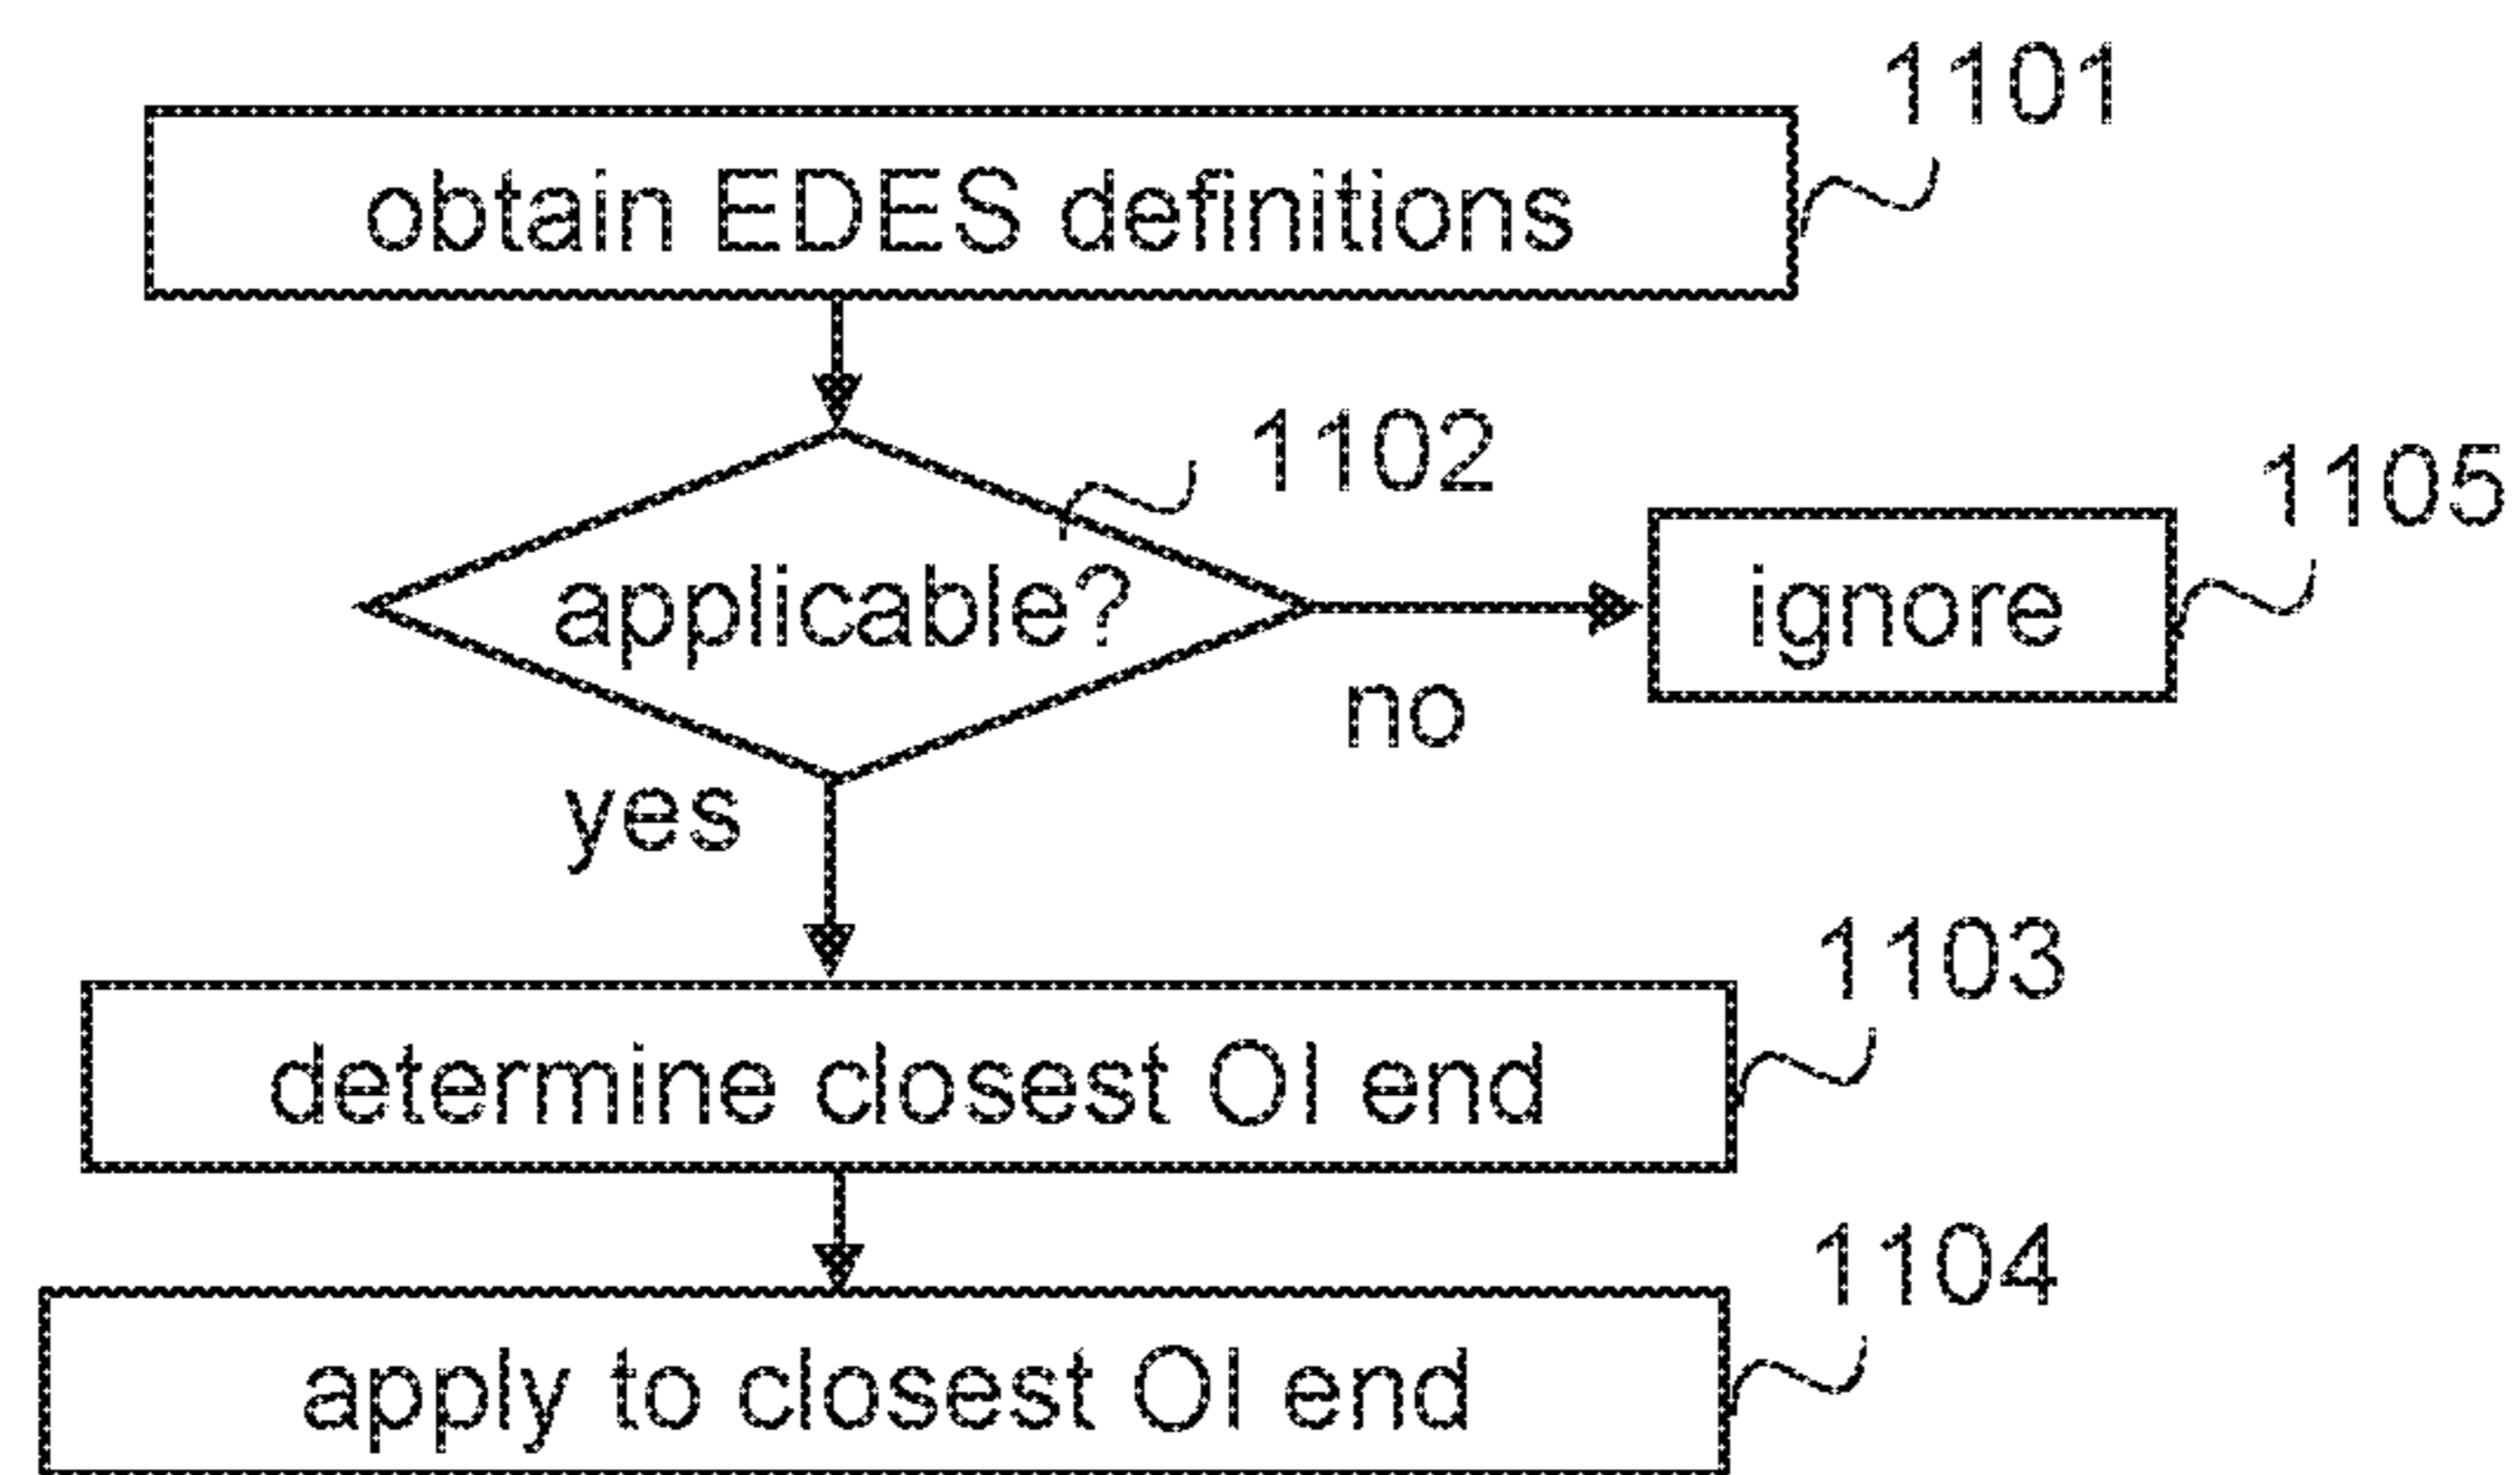 1101
obtain EDES definitions
1102
1105
applicable?
ignore
no
yes
1103
determine closest OI end
1104
apply to closest OI end